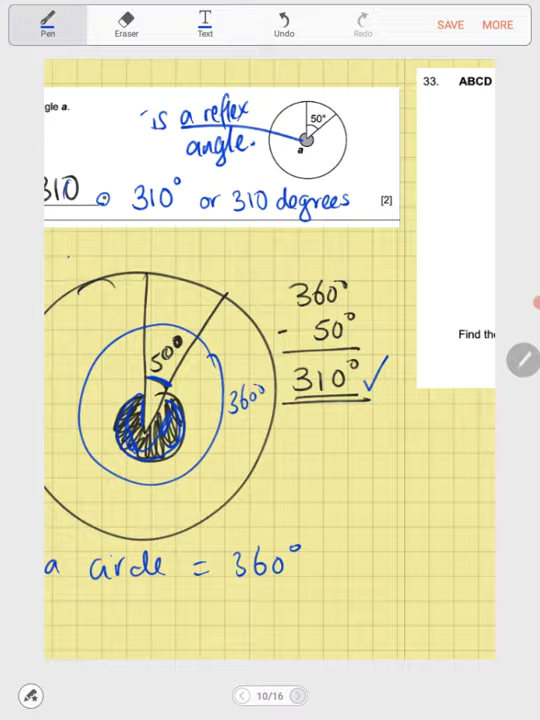 Pen
Eraser
Text
Undo
Redo
SAVE
MORE
gle a.
is a reflex
angle.
50°
a
310 310° or 310 degrees
[2]
33. ABCD
Find the
360°
- 50°
310° ✓
50°
360°
a circle = 360°
10/16